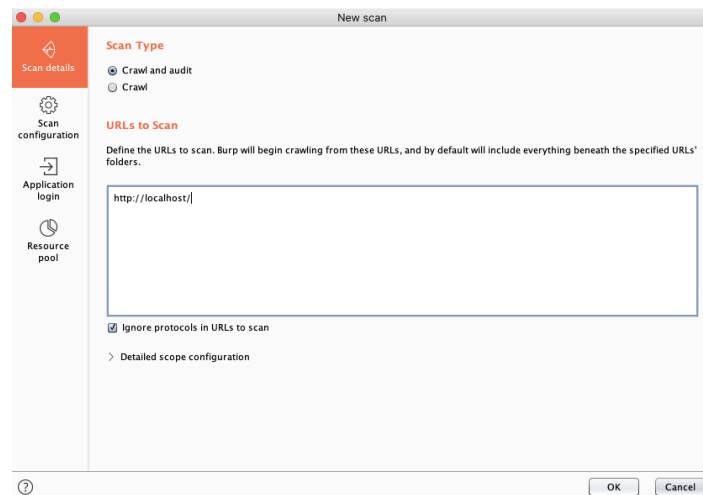 New scan
Scan details
Scan
configuration
Application
login
Resource
pool
Scan Type
Crawl and audit
Crawl
URLs to Scan
Define the URLs to scan. Burp will begin crawling from these URLs, and by default will include everything beneath the specified URLs'
folders.
http://localhost/
Ignore protocols in URLs to scan
> Detailed scope configuration
?
OK
Cancel